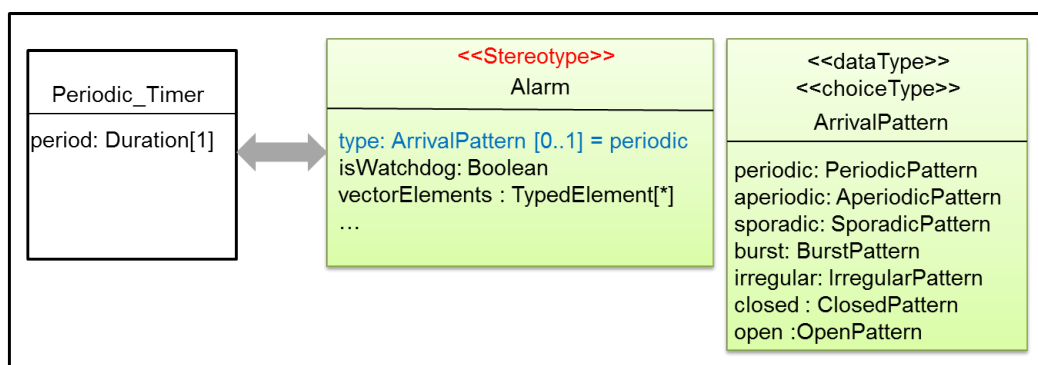 Periodic_Timer
period: Duration[1]
<<Stereotype>>
Alarm
type: ArrivalPattern [0..1] = periodic
isWatchdog: Boolean
vectorElements : TypedElement[*]
…
<<dataType>>
<<choiceType>>
ArrivalPattern
periodic: PeriodicPattern
aperiodic: AperiodicPattern
sporadic: SporadicPattern
burst: BurstPattern
irregular: IrregularPattern
closed : ClosedPattern
open :OpenPattern